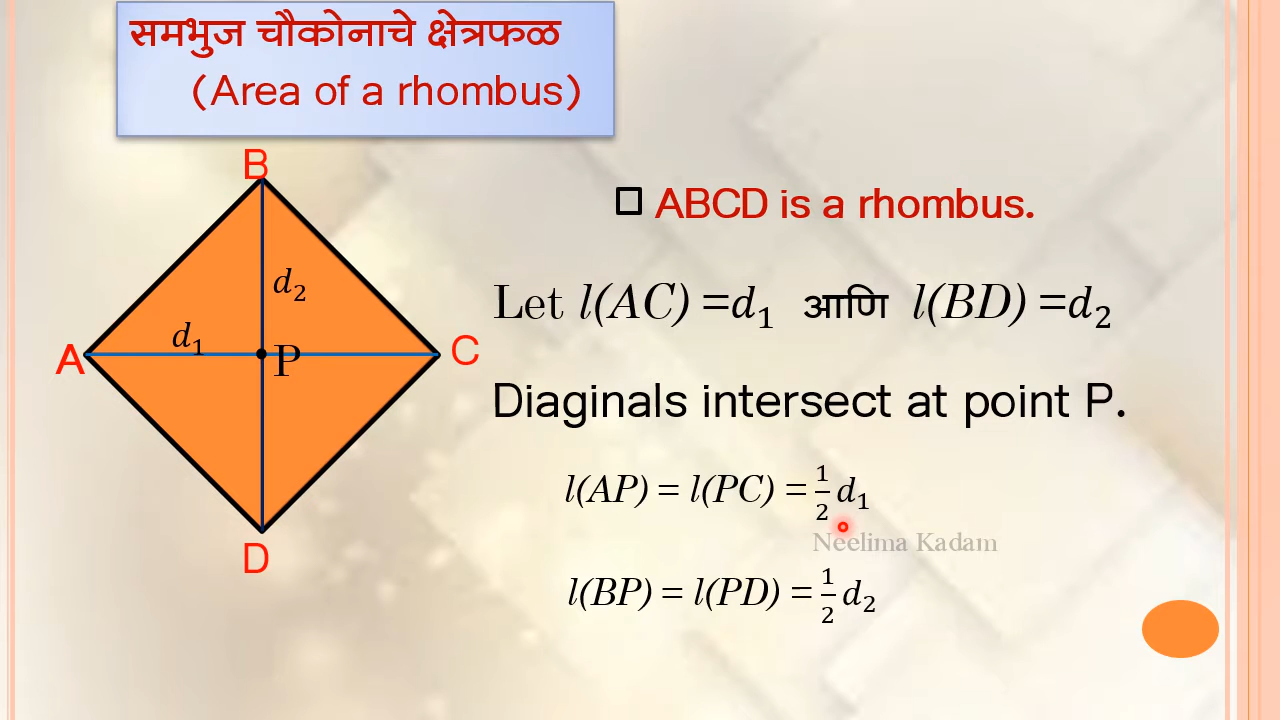 समभुज चौकोनाचे क्षेत्रफळ
(Area of a rhombus)
B
□ ABCD is a rhombus.
d₂
Let l(AC) =d₁ आणि l(BD) =d₂
d₁
A
P
C
Diaginals intersect at point P.
l(AP) = l(PC) = 1/2 d₁
Neelima Kadam
D
l(BP) = l(PD) = 1/2 d₂